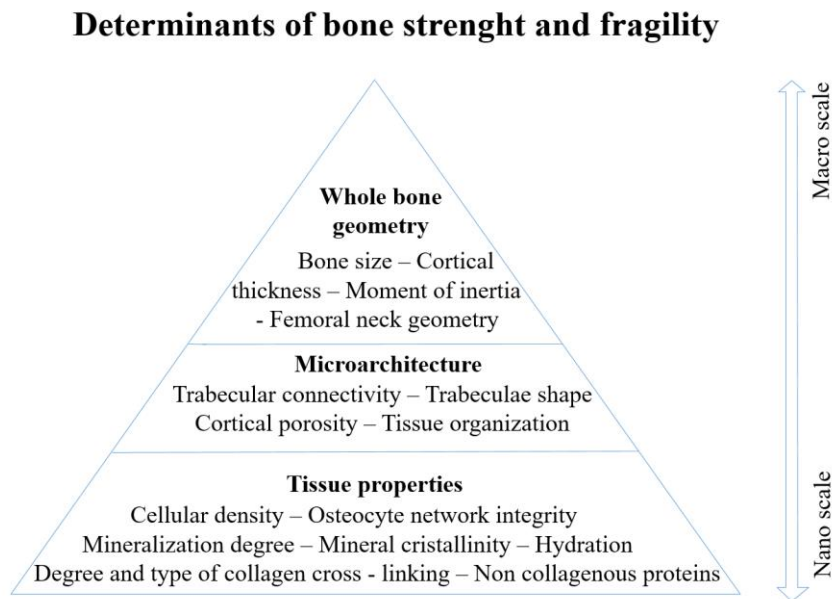 Determinants of bone strenght and fragility
Whole bone
geometry
Bone size – Cortical
thickness – Moment of inertia
- Femoral neck geometry
Microarchitecture
Trabecular connectivity – Trabeculae shape
Cortical porosity – Tissue organization
Tissue properties
Cellular density – Osteocyte network integrity
Mineralization degree – Mineral cristallinity – Hydration
Degree and type of collagen cross - linking – Non collagenous proteins
Macro scale
Nano scale